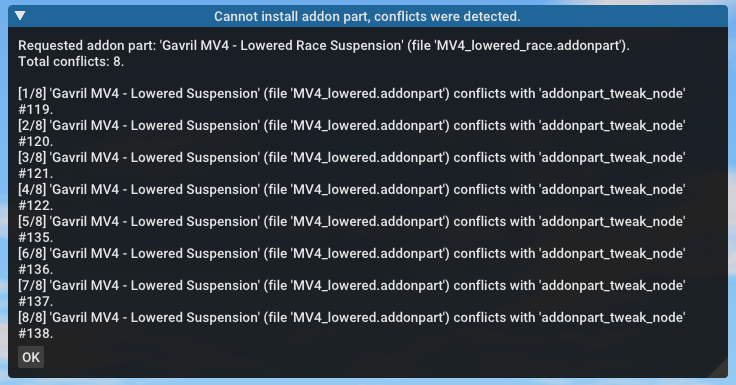 Cannot install addon part, conflicts were detected.
Requested addon part: 'Gavril MV4 - Lowered Race Suspension' (file 'MV4_lowered_race.addonpart').
Total conflicts: 8.
[1/8] 'Gavril MV4 - Lowered Suspension' (file 'MV4_lowered.addonpart') conflicts with 'addonpart_tweak_node'
#119.
[2/8] 'Gavril MV4 - Lowered Suspension' (file 'MV4_lowered.addonpart') conflicts with 'addonpart_tweak_node'
#120.
[3/8] 'Gavril MV4 - Lowered Suspension' (file 'MV4_lowered.addonpart') conflicts with 'addonpart_tweak_node'
#121.
[4/8] 'Gavril MV4 - Lowered Suspension' (file 'MV4_lowered.addonpart') conflicts with 'addonpart_tweak_node'
#122.
[5/8] 'Gavril MV4 - Lowered Suspension' (file 'MV4_lowered.addonpart') conflicts with 'addonpart_tweak_node'
#135.
[6/8] 'Gavril MV4 - Lowered Suspension' (file 'MV4_lowered.addonpart') conflicts with 'addonpart_tweak_node'
#136.
[7/8] 'Gavril MV4 - Lowered Suspension' (file 'MV4_lowered.addonpart') conflicts with 'addonpart_tweak_node'
#137.
[8/8] 'Gavril MV4 - Lowered Suspension' (file 'MV4_lowered.addonpart') conflicts with 'addonpart_tweak_node'
#138.
OK